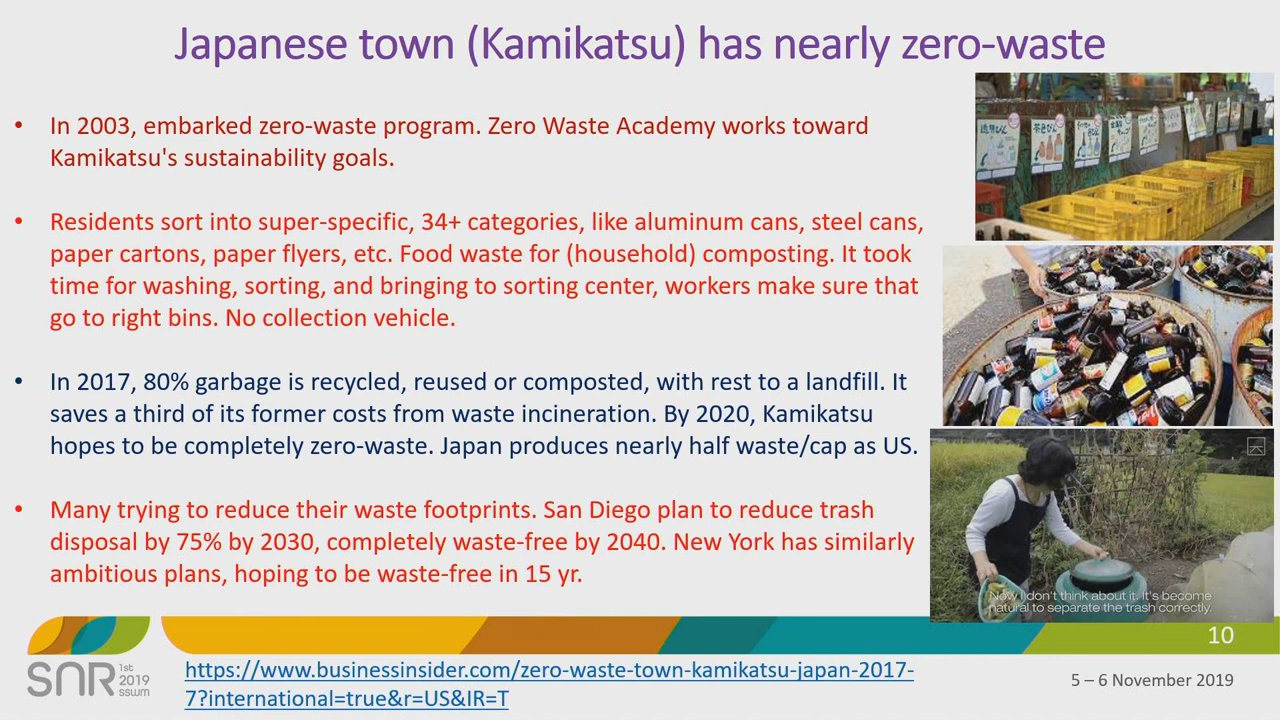 Japanese town (Kamikatsu) has nearly zero-waste
• In 2003, embarked zero-waste program. Zero Waste Academy works toward
Kamikatsu's sustainability goals.
• Residents sort into super-specific, 34+ categories, like aluminum cans, steel cans,
paper cartons, paper flyers, etc. Food waste for (household) composting. It took
time for washing, sorting, and bringing to sorting center, workers make sure that
go to right bins. No collection vehicle.
• In 2017, 80% garbage is recycled, reused or composted, with rest to a landfill. It
saves a third of its former costs from waste incineration. By 2020, Kamikatsu
hopes to be completely zero-waste. Japan produces nearly half waste/cap as US.
• Many trying to reduce their waste footprints. San Diego plan to reduce trash
disposal by 75% by 2030, completely waste-free by 2040. New York has similarly
ambitious plans, hoping to be waste-free in 15 yr.
透明びん
茶色びん
Now I don't think about it. It's become
natural to separate the trash correctly.
10
SNR 1st
2019
sswm
https://www.businessinsider.com/zero-waste-town-kamikatsu-japan-2017-
7?international=true&r=US&IR=T
5 – 6 November 2019